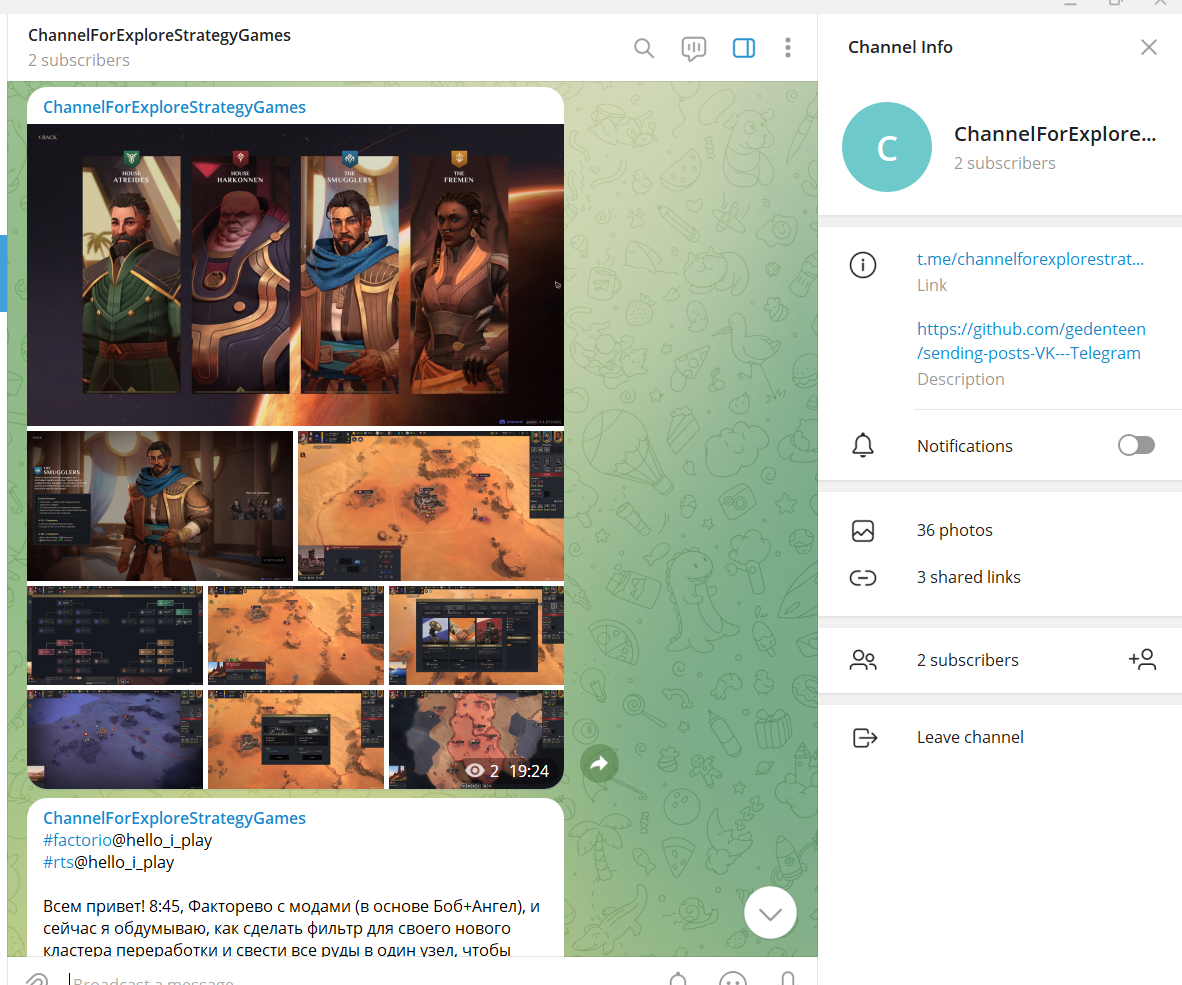 ChannelForExploreStrategyGames
2 subscribers
ChannelForExploreStrategyGames
< BACK
HOUSE
ATREIDES
HOUSE
HARKONNEN
THE
SMUGGLERS
THE
FREMEN
THE
SMUGGLERS
2 19:24
ChannelForExploreStrategyGames
#factorio@hello_i_play
#rts@hello_i_play
Всем привет! 8:45, Факторево с модами (в основе Боб+Ангел), и
сейчас я обдумываю, как сделать фильтр для своего нового
кластера переработки и свести все руды в один узел, чтобы
Broadcast a message...
Channel Info
C
ChannelForExplore...
2 subscribers
t.me/channelforexplorestrat...
Link
https://github.com/gedenteen
/sending-posts-VK---Telegram
Description
Notifications
36 photos
3 shared links
2 subscribers
Leave channel